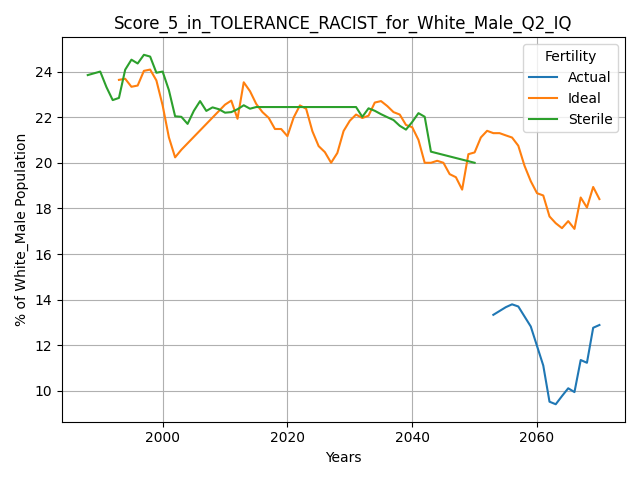 Score_5_in_TOLERANCE_RACIST_for_White_Male_Q2_IQ
% of White_Male Population
24
22
20
18
16
14
12
10
Fertility
Actual
Ideal
Sterile
2000
2020
2040
2060
Years